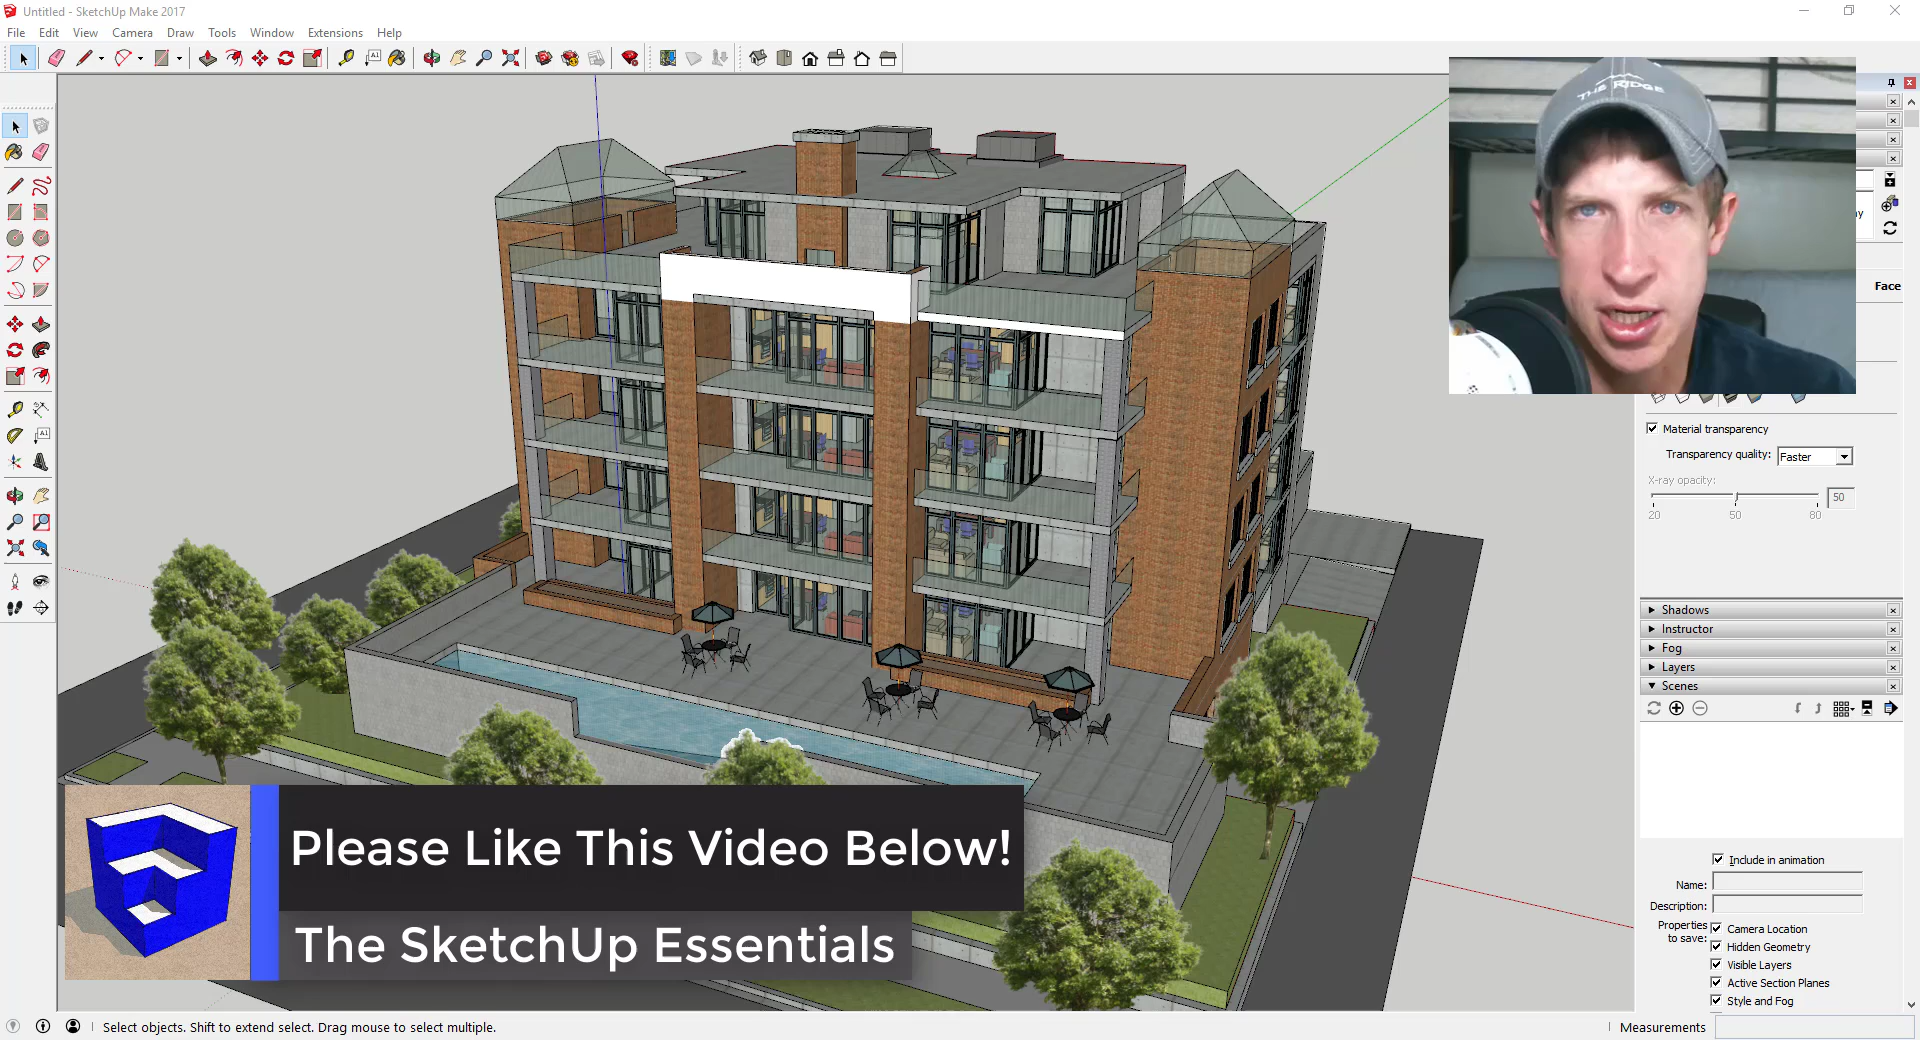 Untitled - SketchUp Make 2017
File Edit View Camera Draw Tools Window Extensions Help
THE RIDGE
Face
Material transparency
Transparency quality: Faster
X-ray opacity: 50
20 50 80
Shadows
Instructor
Fog
Layers
Scenes
Include in animation
Name:
Description:
Properties to save:
Camera Location
Hidden Geometry
Visible Layers
Active Section Planes
Style and Fog
Please Like This Video Below!
The SketchUp Essentials
Select objects. Shift to extend select. Drag mouse to select multiple.
Measurements